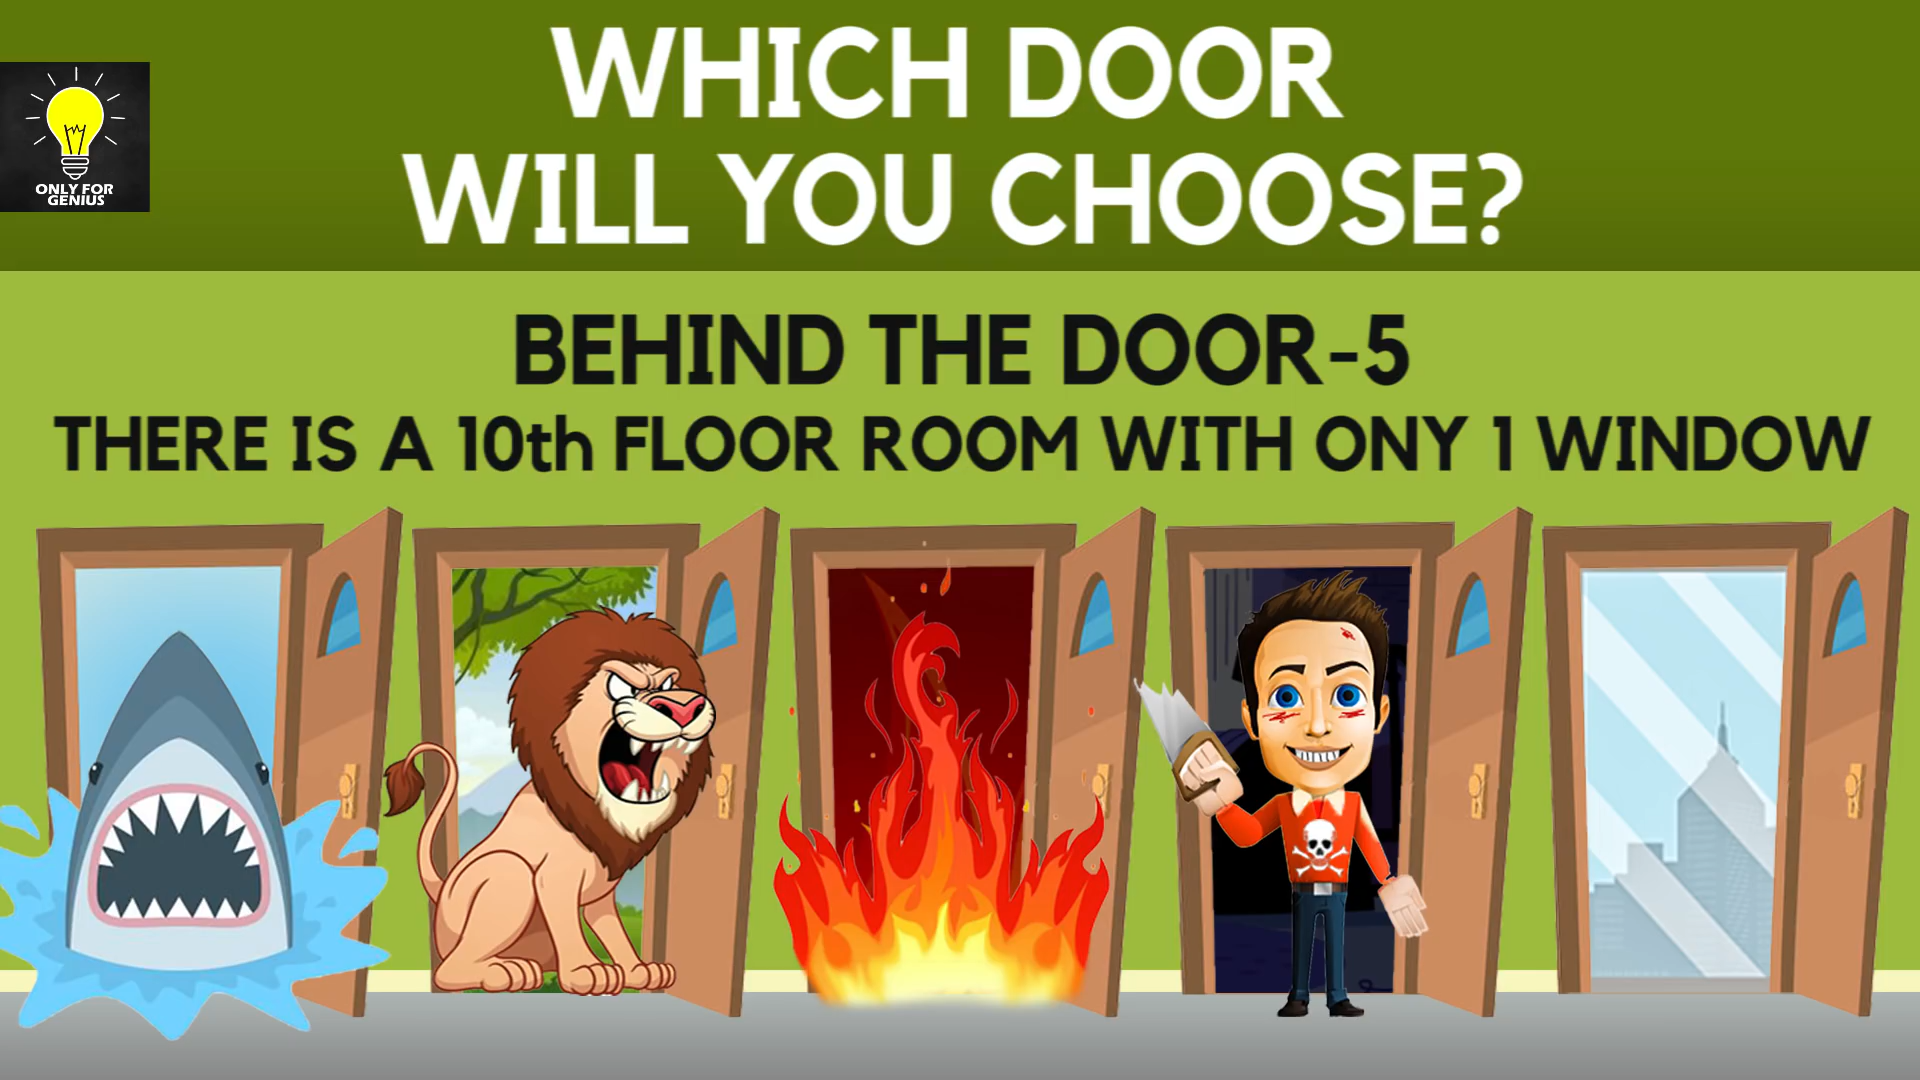 WHICH DOOR
WILL YOU CHOOSE?
ONLY FOR
GENIUS
BEHIND THE DOOR-5
THERE IS A 10th FLOOR ROOM WITH ONY 1 WINDOW